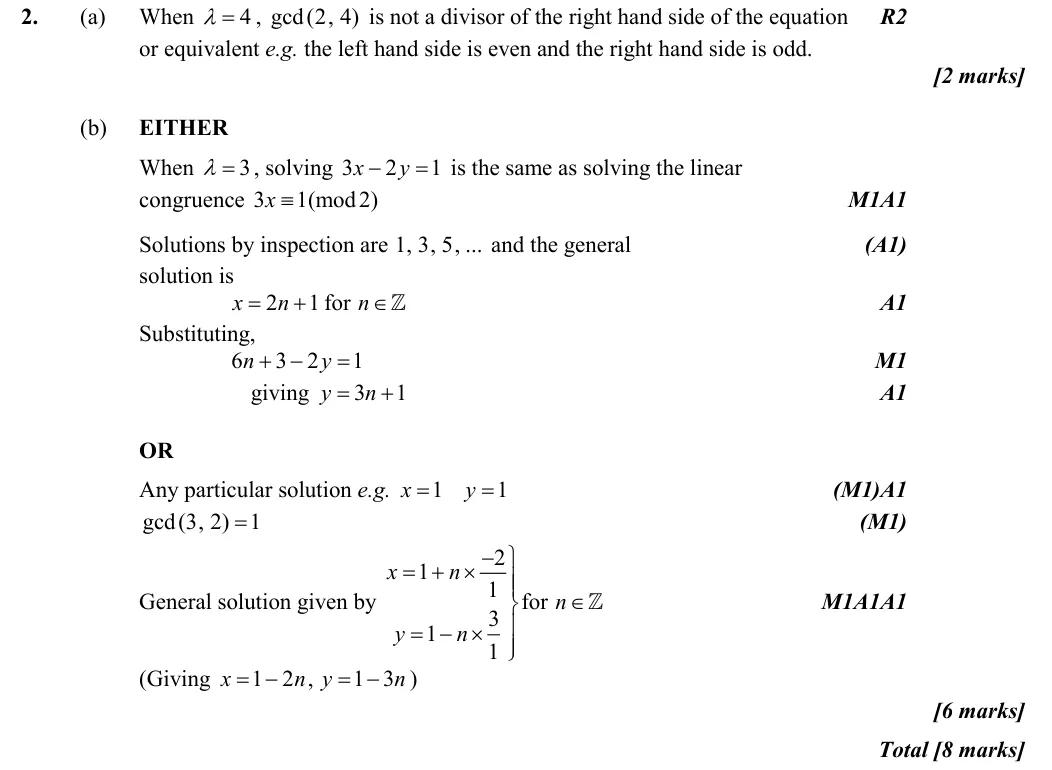 2. (a) When λ = 4, gcd(2, 4) is not a divisor of the right hand side of the equation R2
or equivalent e.g. the left hand side is even and the right hand side is odd.
[2 marks]
(b) EITHER
When λ = 3, solving 3x − 2y = 1 is the same as solving the linear
congruence 3x ≡ 1(mod 2) M1A1
Solutions by inspection are 1, 3, 5, ... and the general (A1)
solution is
x = 2n + 1 for n ∈ ℤ A1
Substituting,
6n + 3 − 2y = 1 M1
giving y = 3n + 1 A1
OR
Any particular solution e.g. x = 1 y = 1 (M1)A1
gcd(3, 2) = 1 (M1)
General solution given by x = 1 + n × −2/1
y = 1 − n × 3/1 } for n ∈ ℤ M1A1A1
(Giving x = 1 − 2n, y = 1 − 3n)
[6 marks]
Total [8 marks]